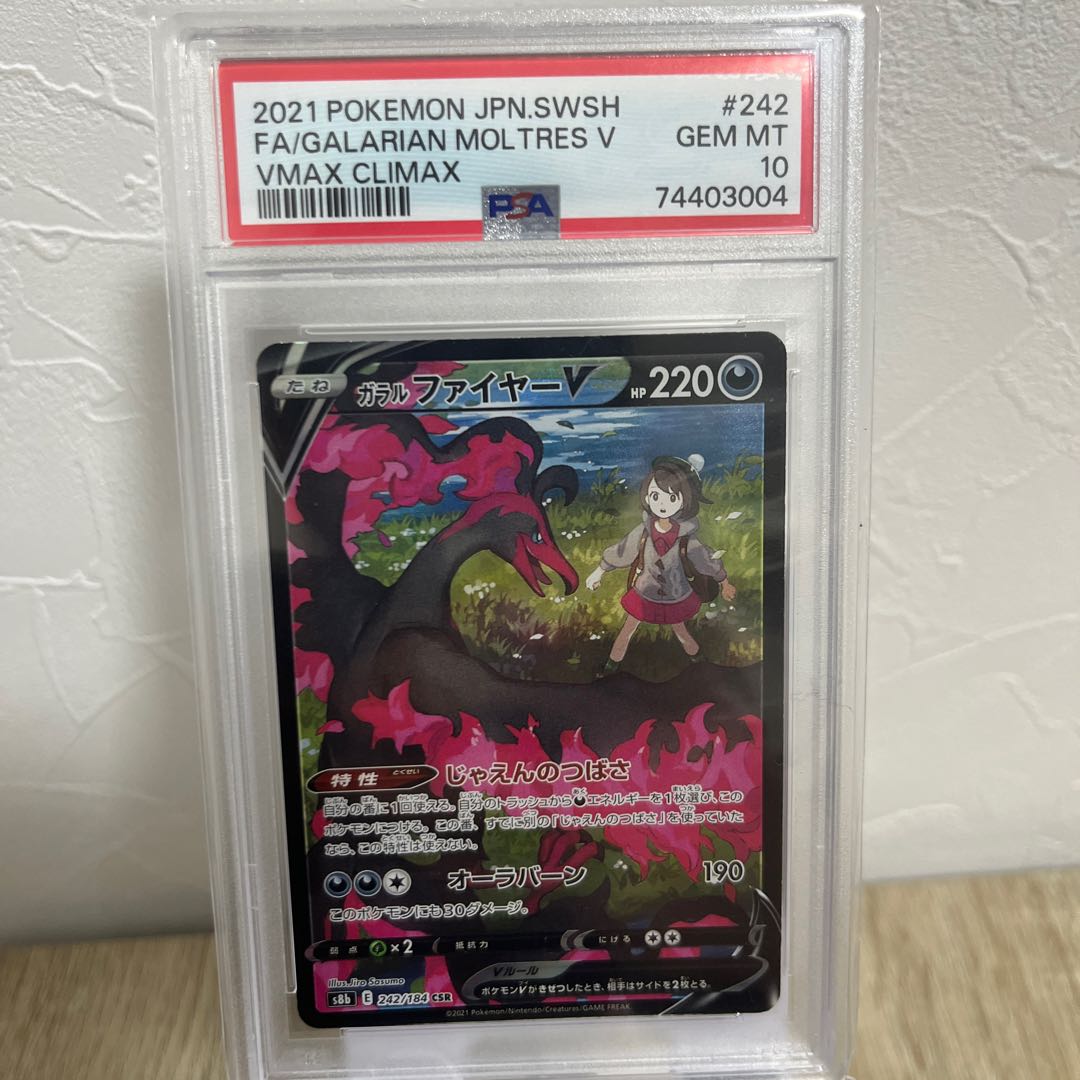 2021 POKEMON JPN.SWSH #242
FA/GALARIAN MOLTRES V GEM MT
VMAX CLIMAX 10
PSA 74403004
たね ガラル ファイヤーV HP 220
特性 とくせい じゃえんのつばさ
自分の番に1回使える。自分のトラッシュからエネルギーを1枚選び、この
ポケモンにつける。この番、すでに別の「じゃえんのつばさ」を使っていた
なら、この特性は使えない。
オーラバーン 190
このポケモンにも30ダメージ。
弱点 ×2 抵抗力 にげる
Vルール
ポケモンVがきぜつしたとき、相手はサイドを2枚とる。
Illus.Jiro Sasumo
s8b E 242/184 CSR
©2021 Pokémon/Nintendo/Creatures/GAME FREAK